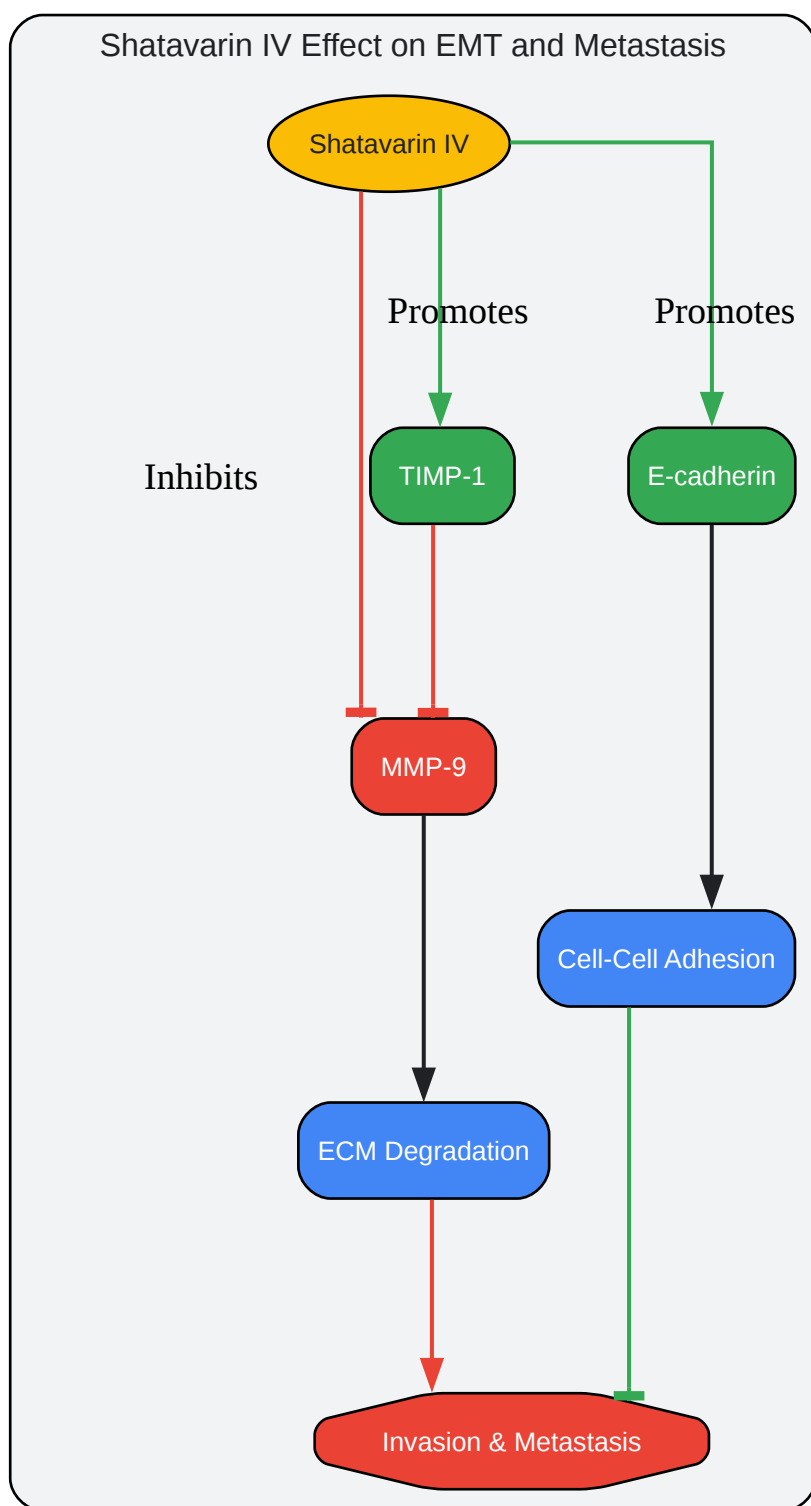 Shatavarin IV Effect on EMT and Metastasis
Shatavarin IV
Promotes
Promotes
Inhibits
TIMP-1
E-cadherin
MMP-9
Cell-Cell Adhesion
ECM Degradation
Invasion & Metastasis